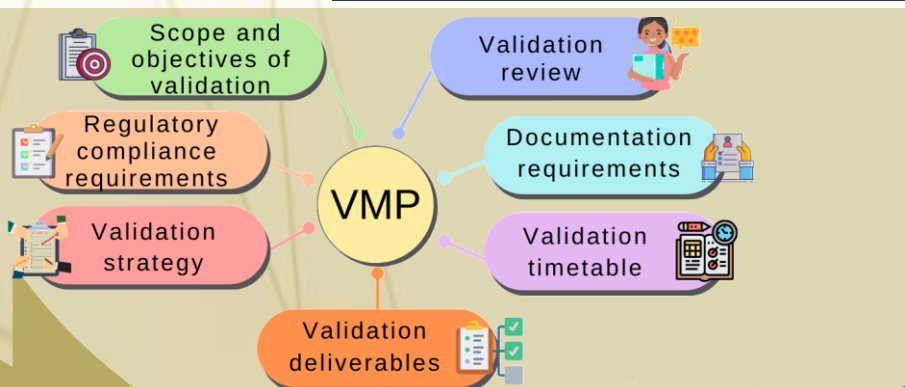 Scope and
objectives of
validation
Validation
review
Regulatory
compliance
requirements
VMP
Documentation
requirements
Validation
strategy
Validation
timetable
Validation
deliverables